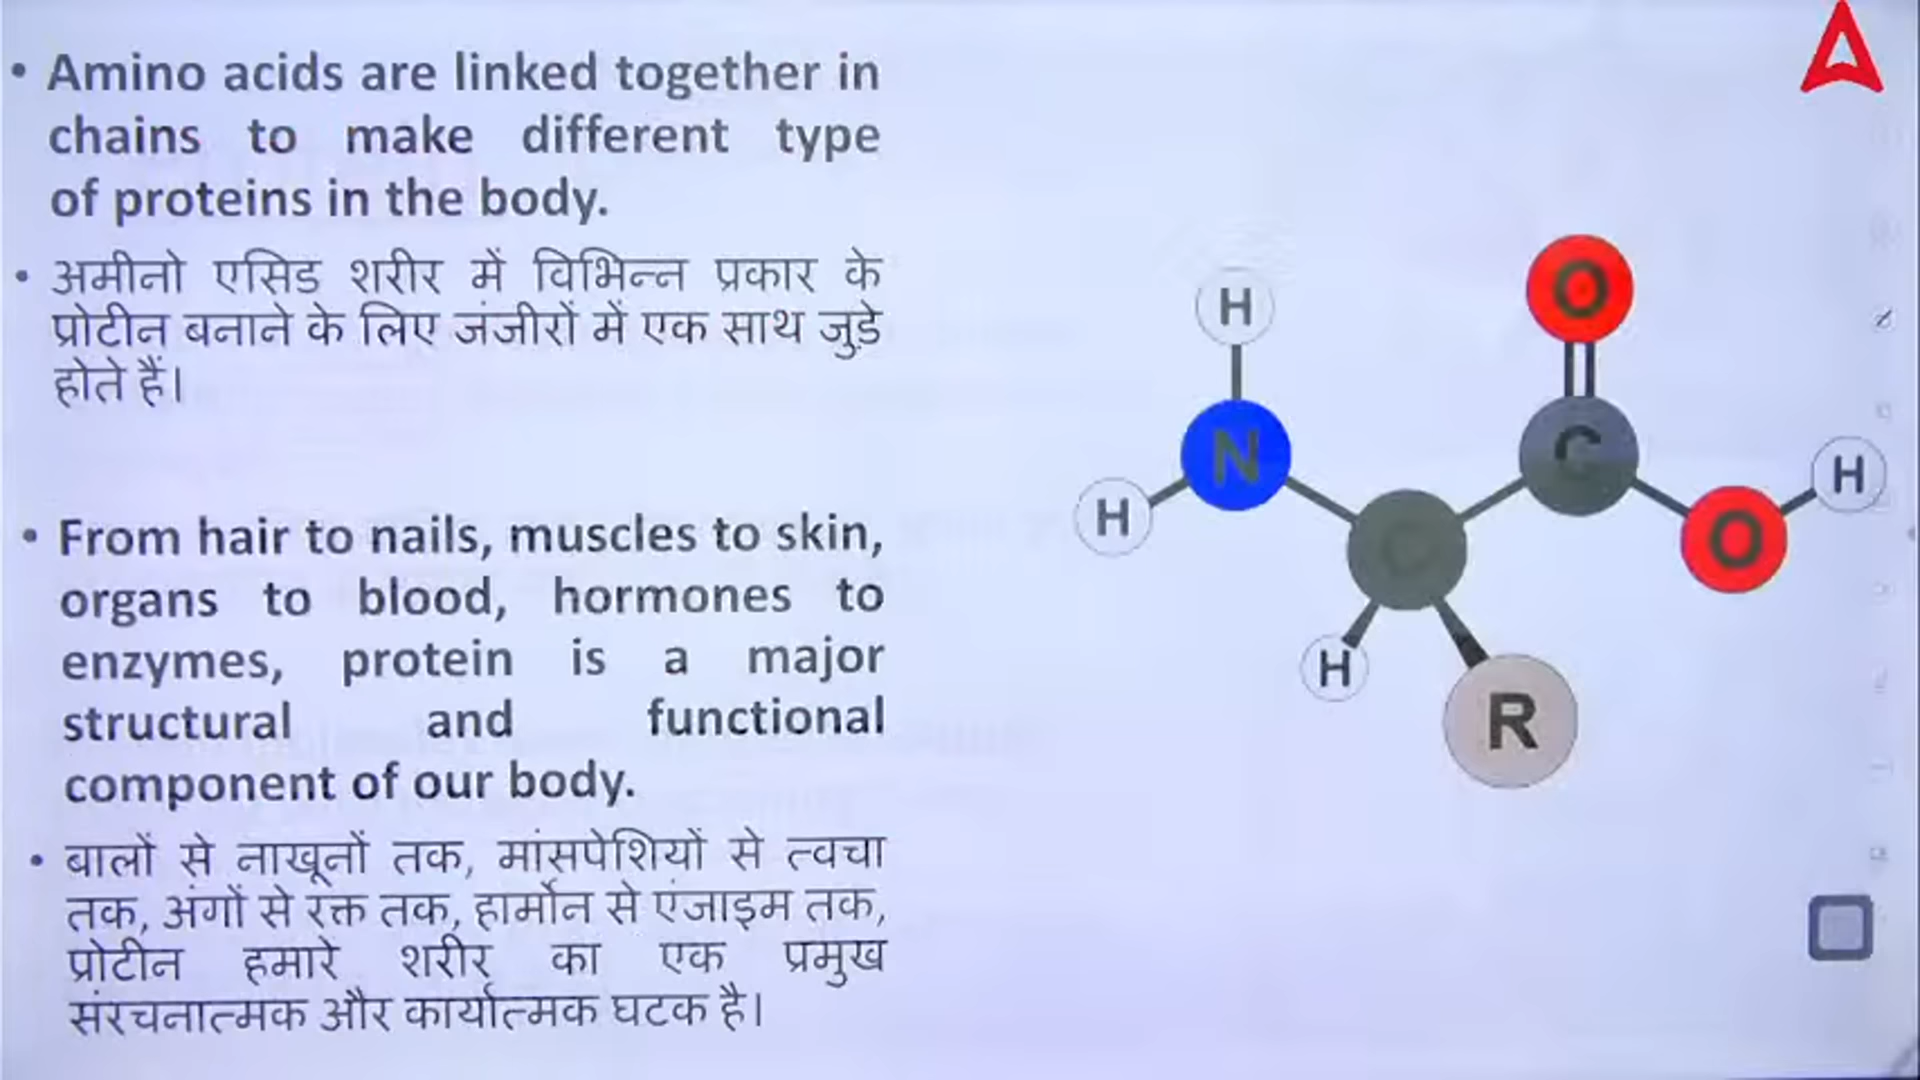 • Amino acids are linked together in
chains to make different type
of proteins in the body.
• अमीनो एसिड शरीर में विभिन्न प्रकार के
प्रोटीन बनाने के लिए जंजीरों में एक साथ जुड़े
होते हैं।
• From hair to nails, muscles to skin,
organs to blood, hormones to
enzymes, protein is a major
structural and functional
component of our body.
• बालों से नाखूनों तक, मांसपेशियों से त्वचा
तक, अंगों से रक्त तक, हार्मोन से एंजाइम तक,
प्रोटीन हमारे शरीर का एक प्रमुख
संरचनात्मक और कार्यात्मक घटक है।
O
H
N
C
H
H
C
O
H
R